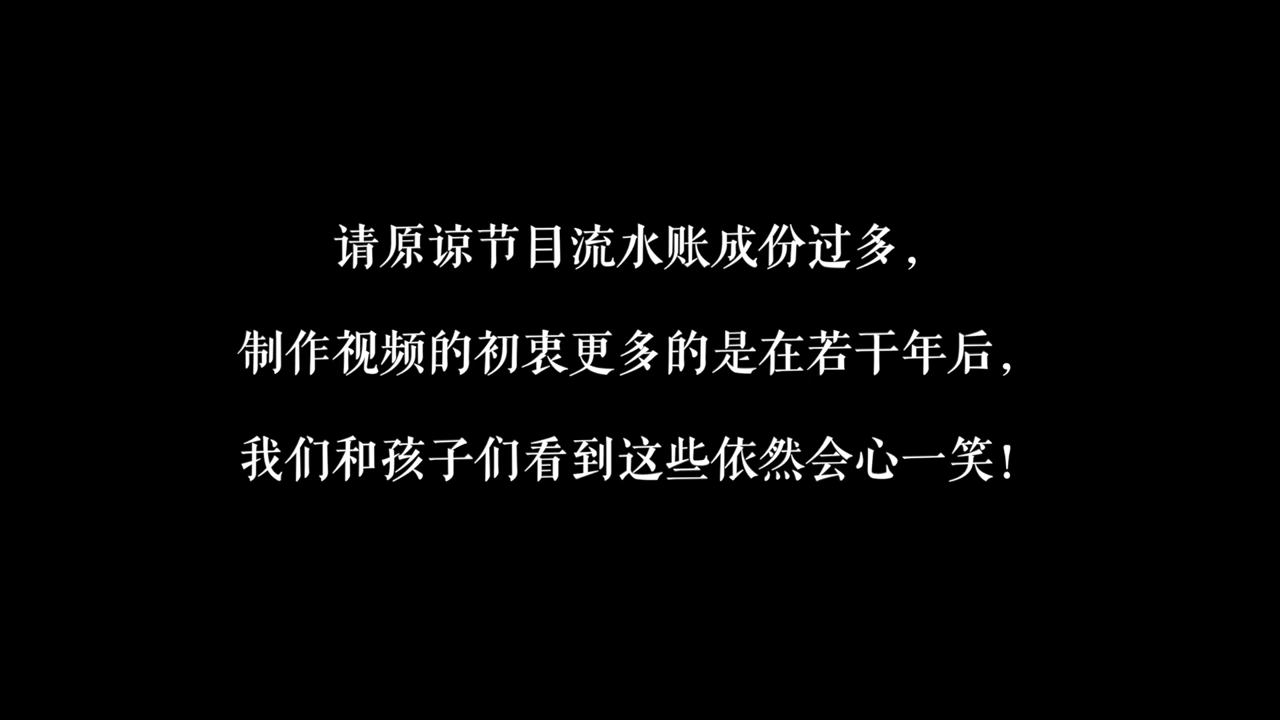 请原谅节目流水账成份过多，
制作视频的初衷更多的是在若干年后，
我们和孩子们看到这些依然会心一笑！